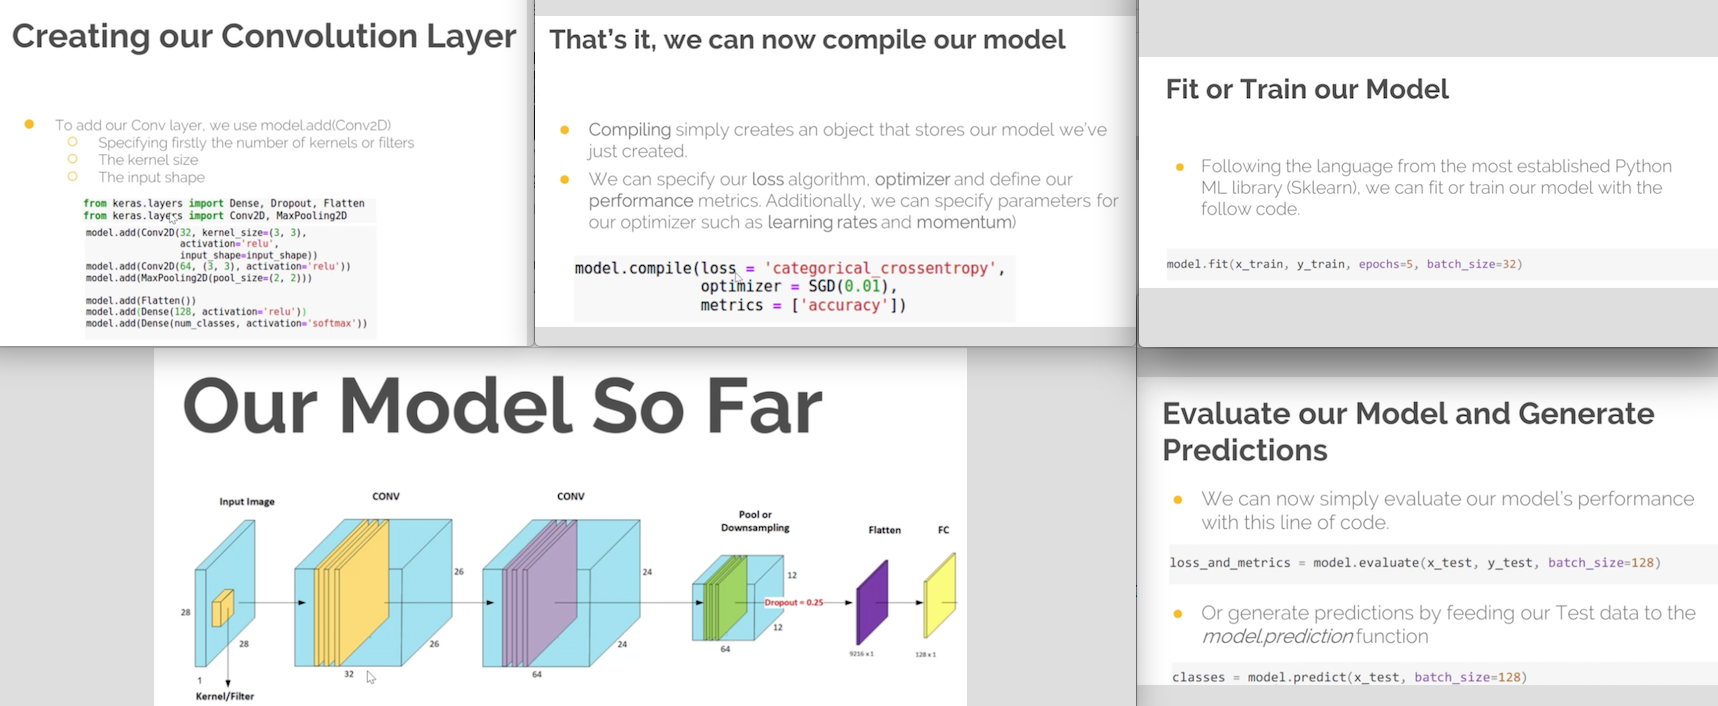 Creating our Convolution Layer
To add our Conv layer, we use model.add(Conv2D)
Specifying firstly the number of kernels or filters
The kernel size
The input shape
from keras.layers import Dense, Dropout, Flatten
from keras.layers import Conv2D, MaxPooling2D
model.add(Conv2D(32, kernel_size=(3, 3),
activation='relu',
input_shape=input_shape))
model.add(Conv2D(64, (3, 3), activation='relu'))
model.add(MaxPooling2D(pool_size=(2, 2)))
model.add(Flatten())
model.add(Dense(128, activation='relu'))
model.add(Dense(num_classes, activation='softmax'))
That's it, we can now compile our model
Compiling simply creates an object that stores our model we've
just created.
We can specify our loss algorithm, optimizer and define our
performance metrics. Additionally, we can specify parameters for
our optimizer such as learning rates and momentum)
model.compile(loss = 'categorical_crossentropy',
optimizer = SGD(0.01),
metrics = ['accuracy'])
Fit or Train our Model
Following the language from the most established Python
ML library (Sklearn), we can fit or train our model with the
follow code.
model.fit(x_train, y_train, epochs=5, batch_size=32)
Our Model So Far
Input Image
CONV
CONV
Pool or
Downsampling
Flatten
FC
28
28
1
Kernel/Filter
26
26
32
24
24
64
12
Dropout = 0.25
12
64
9216 x 1
128 x 1
Evaluate our Model and Generate
Predictions
We can now simply evaluate our model's performance
with this line of code.
loss_and_metrics = model.evaluate(x_test, y_test, batch_size=128)
Or generate predictions by feeding our Test data to the
model.prediction function
classes = model.predict(x_test, batch_size=128)